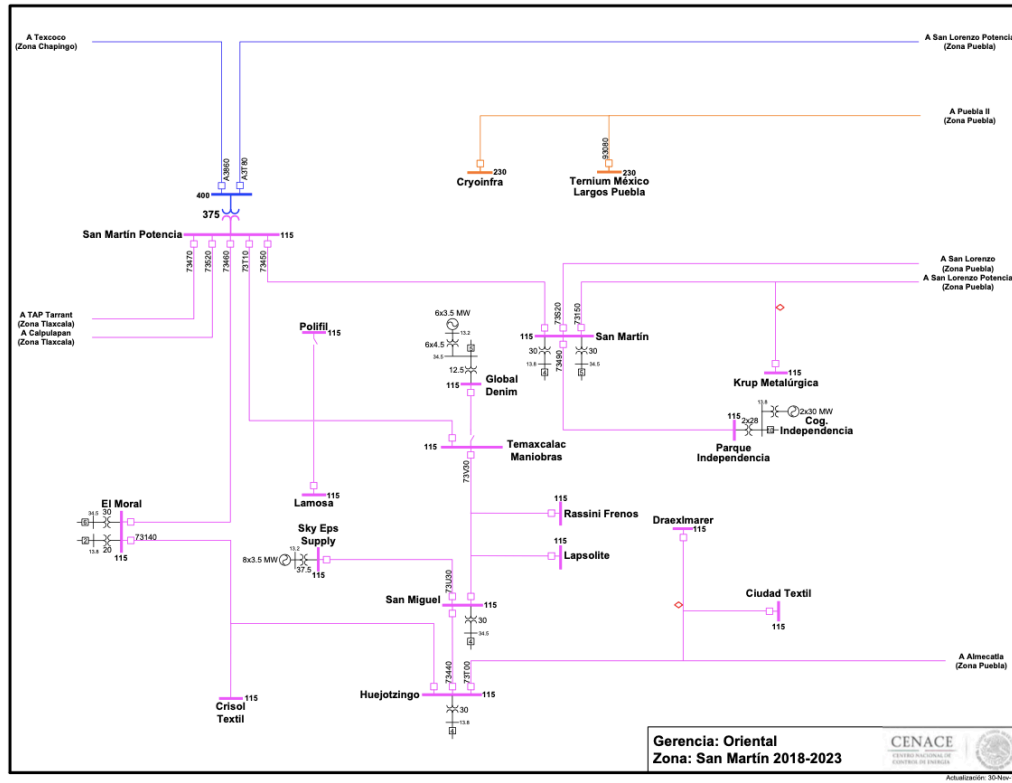 A Texcoco
(Zona Chapingo)
A San Lorenzo Potencia
(Zona Puebla)
A Puebla II
(Zona Puebla)
A3860
A3T80
93080
400
230
Cryoinfra
230
Ternium México
Largos Puebla
375
San Martín Potencia
115
73470
73460
73T10
73450
A San Lorenzo
(Zona Puebla)
A San Lorenzo Potencia
(Zona Puebla)
A TAP Tarrant
(Zona Tlaxcala)
A Calpulapan
(Zona Tlaxcala)
Polifil
115
6x3.5 MW
13.2
6x4.5
34.5
12.5
115
Global
Denim
73S20
73150
115
San Martín
30
73490
30
13.8
34.5
4
115
Krup Metalúrgica
13.8
2x30 MW
115
2x28
Cog.
Independencia
Parque
Independencia
115
Temaxcalac
Maniobras
73V30
115
Lamosa
El Moral
34.5
30
2
13.8
20
115
73140
Sky Eps
Supply
13.2
8x3.5 MW
37.5
115
115
Rassini Frenos
115
Lapsolite
Draexlmarer
115
Ciudad Textil
115
73U30
San Miguel
115
30
34.5
4
73440
73T00
A Almecatla
(Zona Puebla)
Huejotzingo
115
30
13.8
4
115
Crisol
Textil
Gerencia: Oriental
Zona: San Martín 2018-2023
CENACE
CENTRO NACIONAL DE
CONTROL DE ENERGÍA